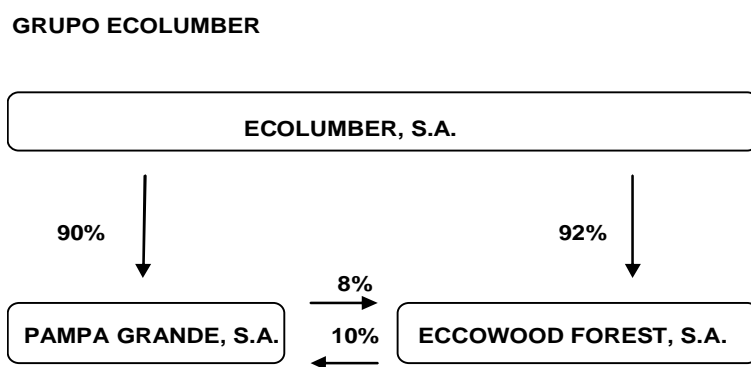 GRUPO ECOLUMBER
ECOLUMBER, S.A.
90%
92%
8%
PAMPA GRANDE, S.A.
10%
ECCOWOOD FOREST, S.A.